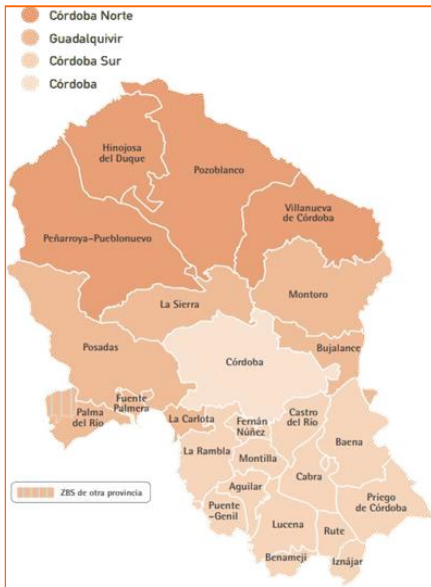 Córdoba Norte
Guadalquivir
Córdoba Sur
Córdoba
Hinojosa
del Duque
Pozoblanco
Villanueva
de Córdoba
Peñarroya-Pueblonuevo
La Sierra
Montoro
Posadas
Córdoba
Bujalance
Fuente
Palmera
Palma
del Río
La Carlota
Fernán
Núñez
Castro
del Río
Baena
La Rambla
Montilla
Cabra
Aguilar
Priego
de Córdoba
Puente
-Genil
Lucena
Rute
Benamejí
Iznájar
ZBS de otra provincia